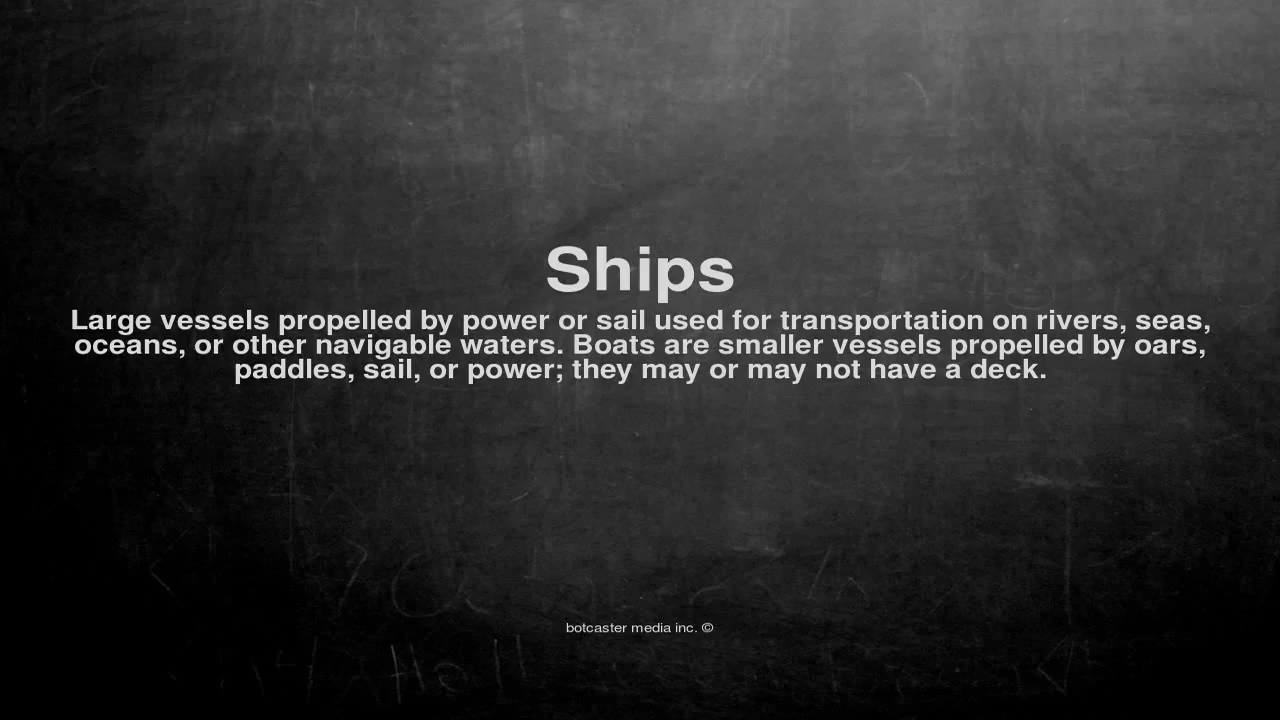 Ships
Large vessels propelled by power or sail used for transportation on rivers, seas,
oceans, or other navigable waters. Boats are smaller vessels propelled by oars,
paddles, sail, or power; they may or may not have a deck.
botcaster media inc. ©